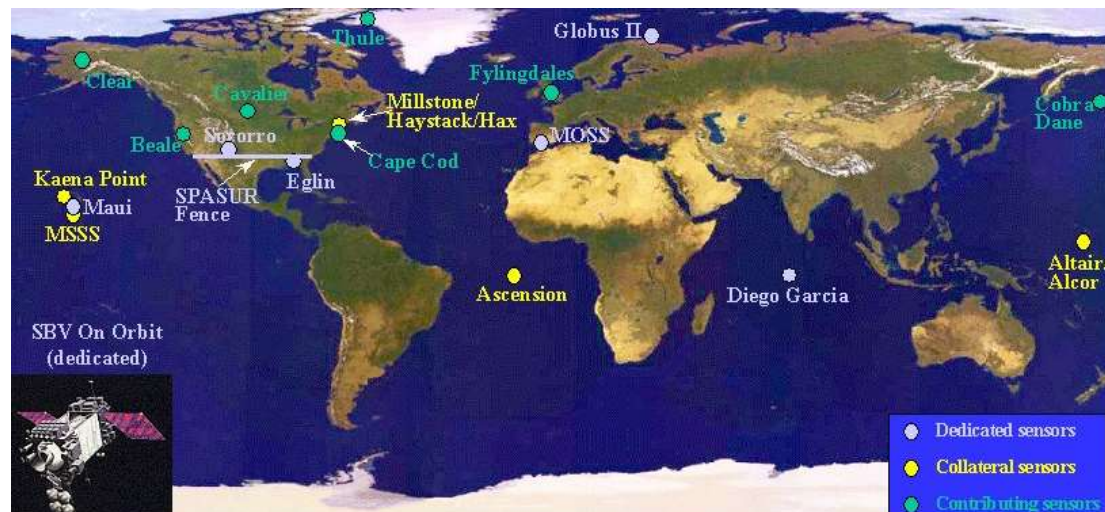 Thule
Globus II
Clear
Fylingdales
Cavalier
Millstone/
Haystack/Hax
Cobra
Dane
Beale
Socorro
MOSS
Cape Cod
Kaena Point
SPASUR
Fence
Eglin
Maui
MSSS
Altair/
Alcor
Ascension
Diego Garcia
SBV On Orbit
(dedicated)
Dedicated sensors
Collateral sensors
Contributing sensors